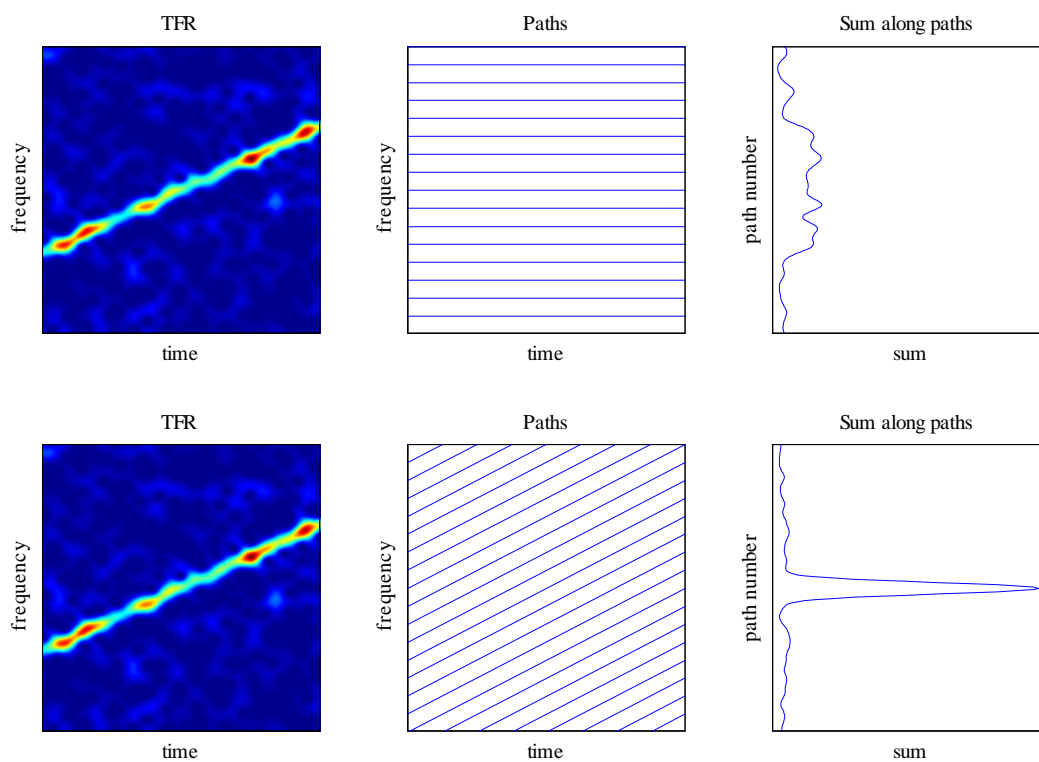 TFR
Paths
Sum along paths
frequency
frequency
path number
time
time
sum
TFR
Paths
Sum along paths
frequency
frequency
path number
time
time
sum